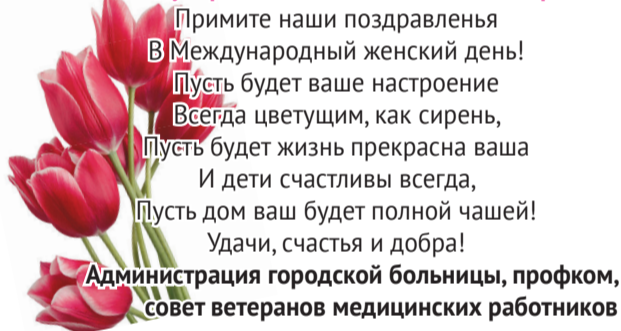 Примите наши поздравленья
В Международный женский день!
Пусть будет ваше настроение
Всегда цветущим, как сирень,
Пусть будет жизнь прекрасна ваша
И дети счастливы всегда,
Пусть дом ваш будет полной чашей!
Удачи, счастья и добра!
Администрация городской больницы, профком,
совет ветеранов медицинских работников